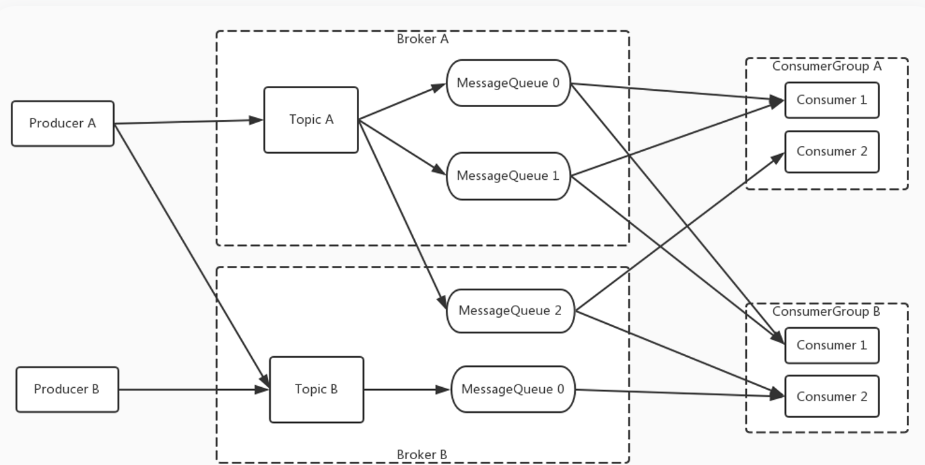 Broker A
ConsumerGroup A
MessageQueue 0
Consumer 1
Producer A
Topic A
Consumer 2
MessageQueue 1
MessageQueue 2
ConsumerGroup B
Consumer 1
Producer B
Topic B
MessageQueue 0
Consumer 2
Broker B